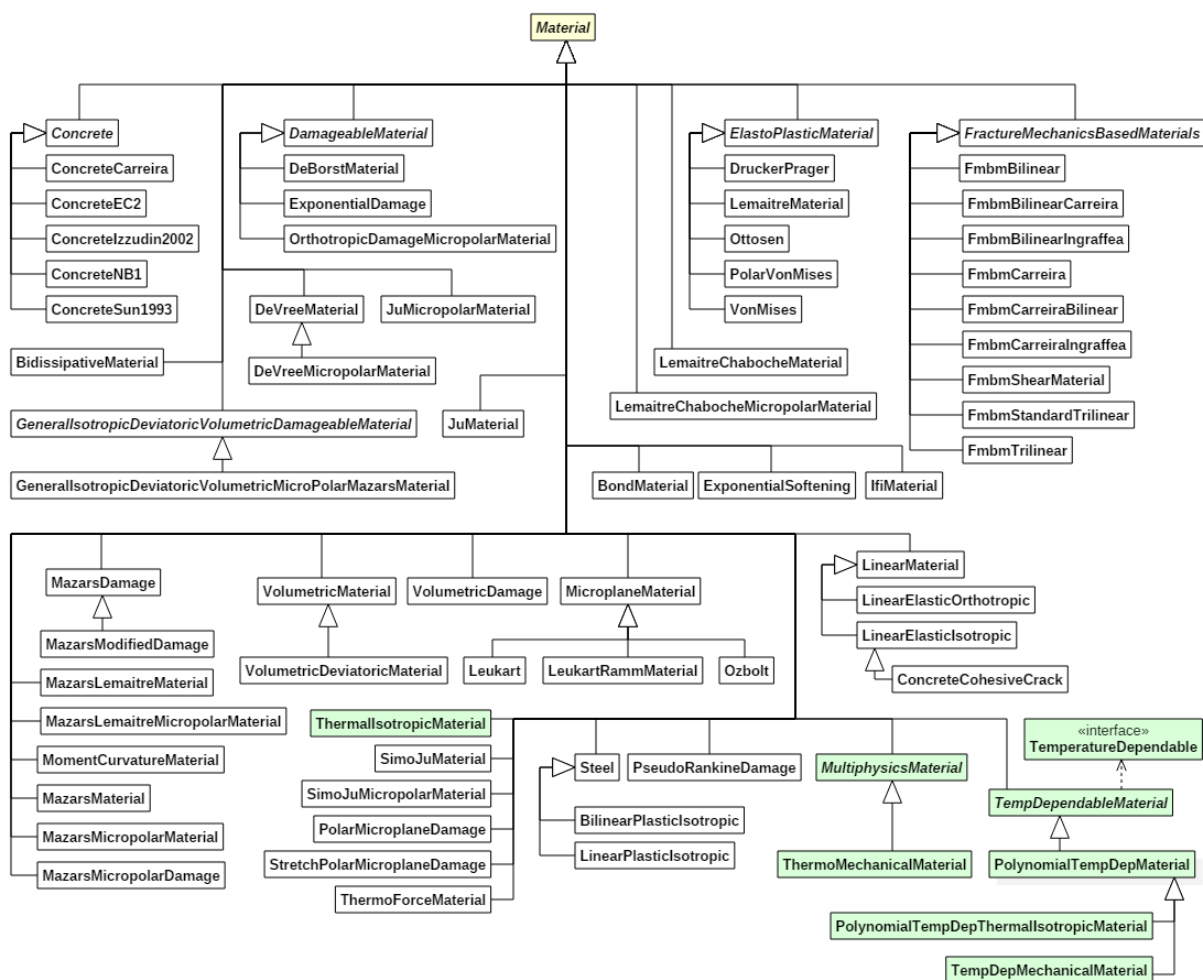 Material
Concrete
ConcreteCarreira
ConcreteEC2
ConcreteIzzudin2002
ConcreteNB1
ConcreteSun1993
DamageableMaterial
DeBorstMaterial
ExponentialDamage
OrthotropicDamageMicropolarMaterial
DeVreeMaterial
JuMicropolarMaterial
DeVreeMicropolarMaterial
BidissipativeMaterial
GeneralIsotropicDeviatoricVolumetricDamageableMaterial
GeneralIsotropicDeviatoricVolumetricMicroPolarMazarsMaterial
JuMaterial
ElastoPlasticMaterial
DruckerPrager
LemaitreMaterial
Ottosen
PolarVonMises
VonMises
LemaitreChabocheMaterial
LemaitreChabocheMicropolarMaterial
FractureMechanicsBasedMaterials
FmbmBilinear
FmbmBilinearCarreira
FmbmBilinearIngraffea
FmbmCarreira
FmbmCarreiraBilinear
FmbmCarreiraIngraffea
FmbmShearMaterial
FmbmStandardTrilinear
FmbmTrilinear
BondMaterial
ExponentialSoftening
IfiMaterial
MazarsDamage
MazarsModifiedDamage
MazarsLemaitreMaterial
MazarsLemaitreMicropolarMaterial
MomentCurvatureMaterial
MazarsMaterial
MazarsMicropolarMaterial
MazarsMicropolarDamage
VolumetricMaterial
VolumetricDeviatoricMaterial
VolumetricDamage
MicroplaneMaterial
Leukart
LeukartRammMaterial
Ozbolt
LinearMaterial
LinearElasticOrthotropic
LinearElasticIsotropic
ConcreteCohesiveCrack
ThermalIsotropicMaterial
SimoJuMaterial
SimoJuMicropolarMaterial
PolarMicroplaneDamage
StretchPolarMicroplaneDamage
ThermoForceMaterial
Steel
BilinearPlasticIsotropic
LinearPlasticIsotropic
PseudoRankineDamage
MultiphysicsMaterial
ThermoMechanicalMaterial
«interface»
TemperatureDependable
TempDependableMaterial
PolynomialTempDepMaterial
PolynomialTempDepThermalIsotropicMaterial
TempDepMechanicalMaterial